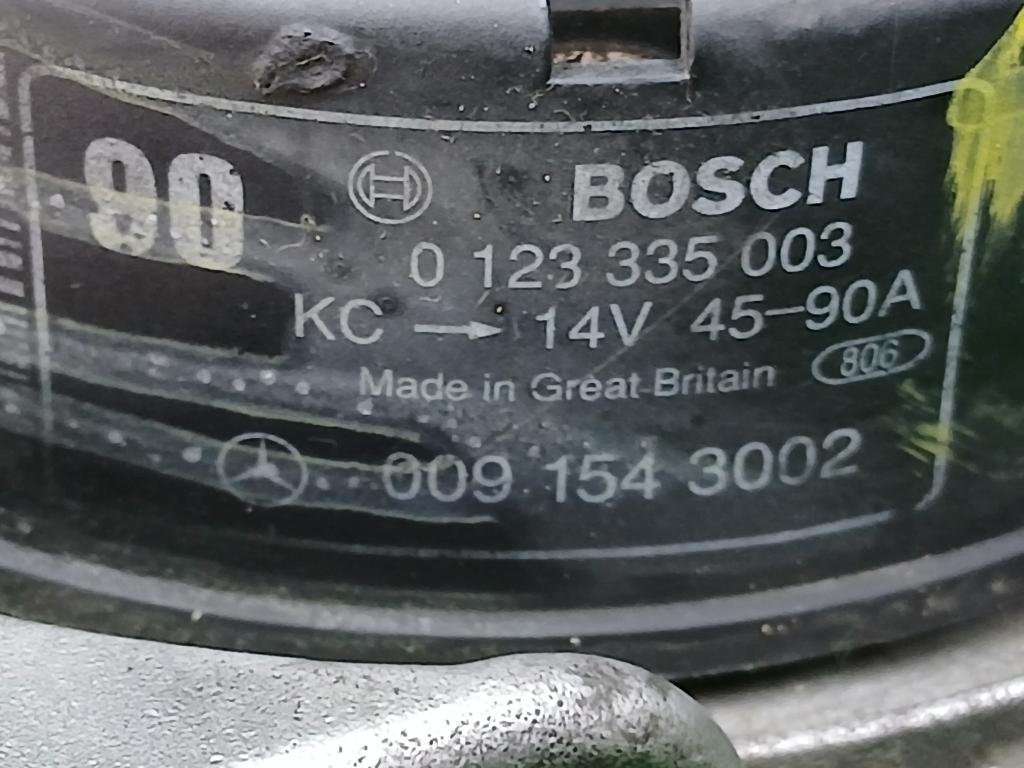 90
BOSCH
0 123 335 003
KC → 14V 45-90A
Made in Great Britain 806
009 154 3002